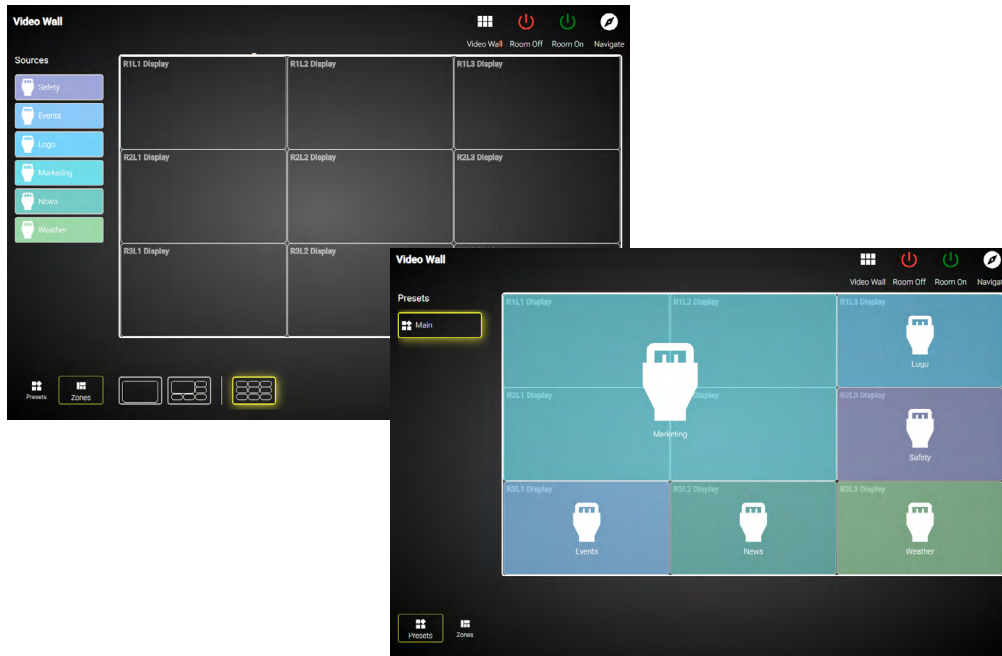 Video Wall
Video Wall Room Off Room On Navigate
Sources
Safety
Events
Logo
Marketing
News
Weather
R1L1 Display R1L2 Display R1L3 Display
R2L1 Display R2L2 Display R2L3 Display
R3L1 Display R3L2 Display
Presets Zones
Video Wall
Video Wall Room Off Room On Navigat
Presets
Main
R1L1 Display R1L2 Display R1L3 Display
Logo
R2L1 Display Display R2L3 Display
Marketing
Safety
R3L1 Display R3L2 Display R3L3 Display
Events News Weather
Presets Zones